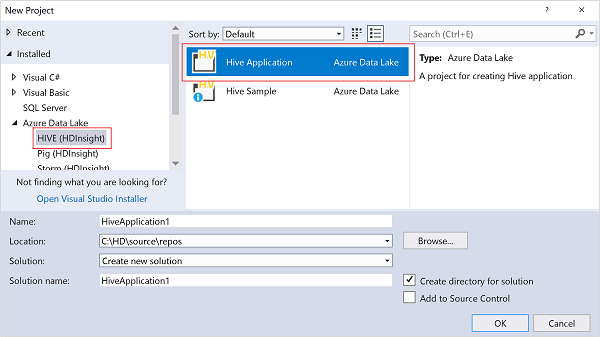 New Project
? ×
Recent
Installed
Visual C#
Visual Basic
SQL Server
Azure Data Lake
HIVE (HDInsight)
Pig (HDInsight)
Storm (HDInsight)
Not finding what you are looking for?
Open Visual Studio Installer
Sort by: Default
Search (Ctrl+E)
HV Hive Application Azure Data Lake
HV Hive Sample Azure Data Lake
Type: Azure Data Lake
A project for creating Hive application
Name: HiveApplication1
Location: C:\HD\source\repos Browse...
Solution: Create new solution
Solution name: HiveApplication1
Create directory for solution
Add to Source Control
OK Cancel